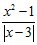 x² − 1
|x − 3|